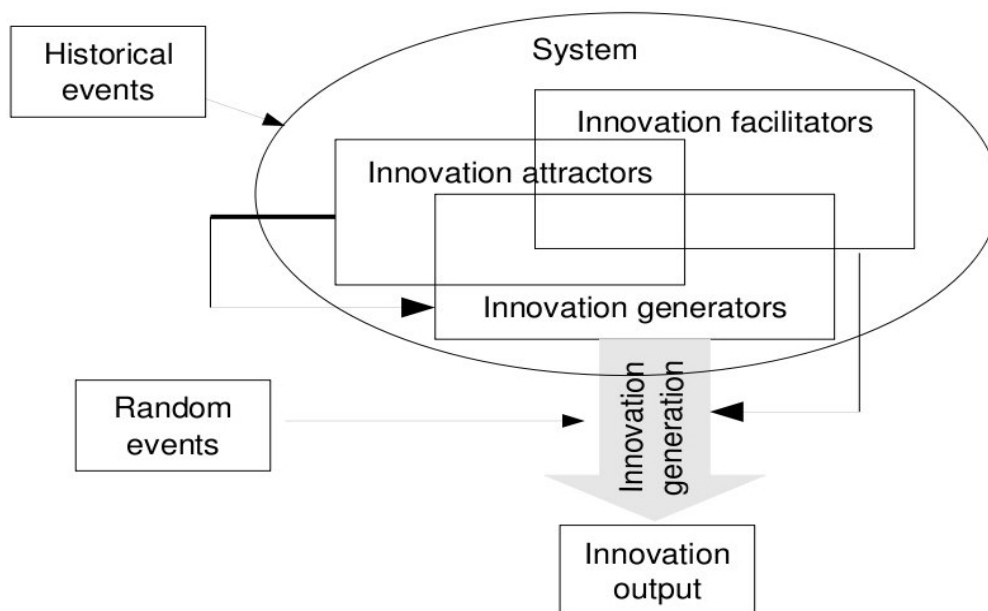 Historical
events
System
Innovation facilitators
Innovation attractors
Innovation generators
Random
events
Innovation
generation
Innovation
output